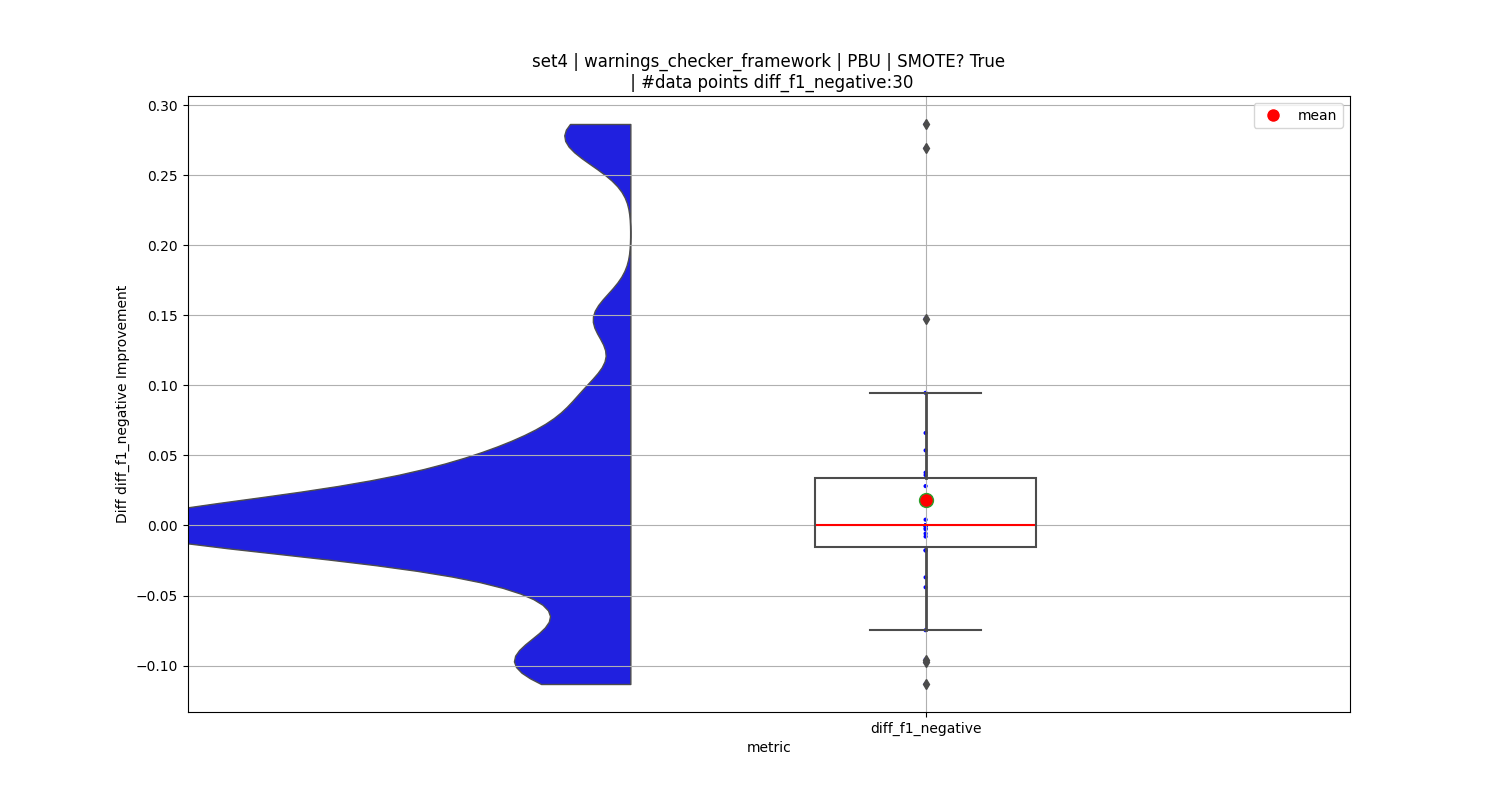 set4 | warnings_checker_framework | PBU | SMOTE? True
| #data points diff_f1_negative:30
mean
Diff diff_f1_negative Improvement
0.30
0.25
0.20
0.15
0.10
0.05
0.00
−0.05
−0.10
diff_f1_negative
metric